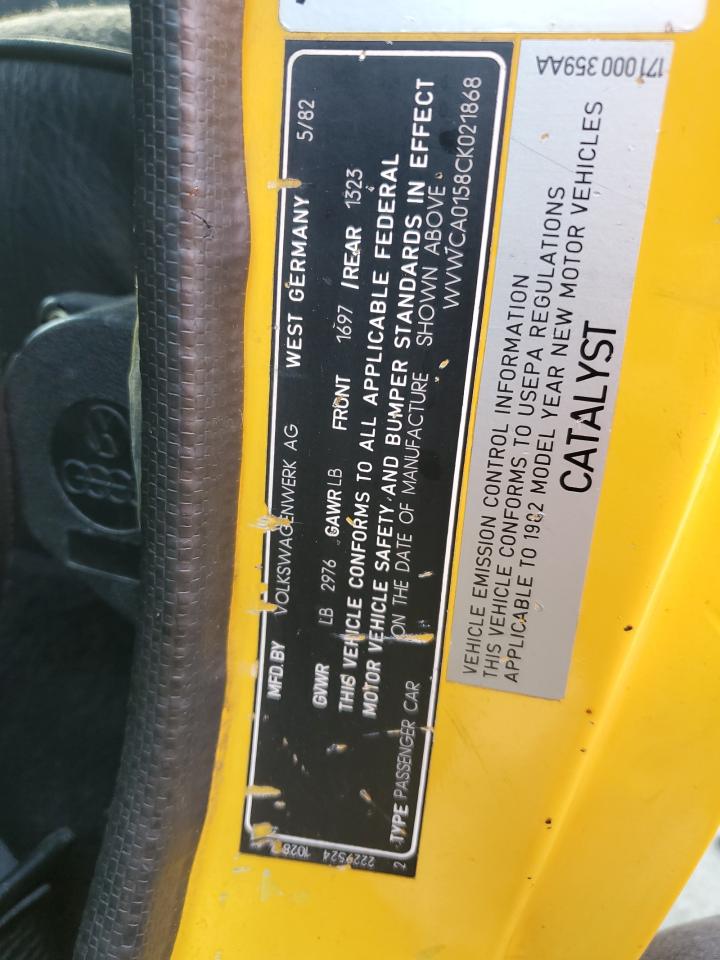 MFD.BY VOLKSWAGENWERK AG WEST GERMANY 5/82
GVWR LB 2976 GAWR LB FRONT 1697 /REAR 1323
THIS VEHICLE CONFORMS TO ALL APPLICABLE FEDERAL
MOTOR VEHICLE SAFETY AND BUMPER STANDARDS IN EFFECT
ON THE DATE OF MANUFACTURE SHOWN ABOVE.
WVWCA0158CK021868
TYPE PASSENGER CAR
2229524
2
171000 359AA
VEHICLE EMISSION CONTROL INFORMATION
THIS VEHICLE CONFORMS TO USEPA REGULATIONS
APPLICABLE TO 1982 MODEL YEAR NEW MOTOR VEHICLES
CATALYST